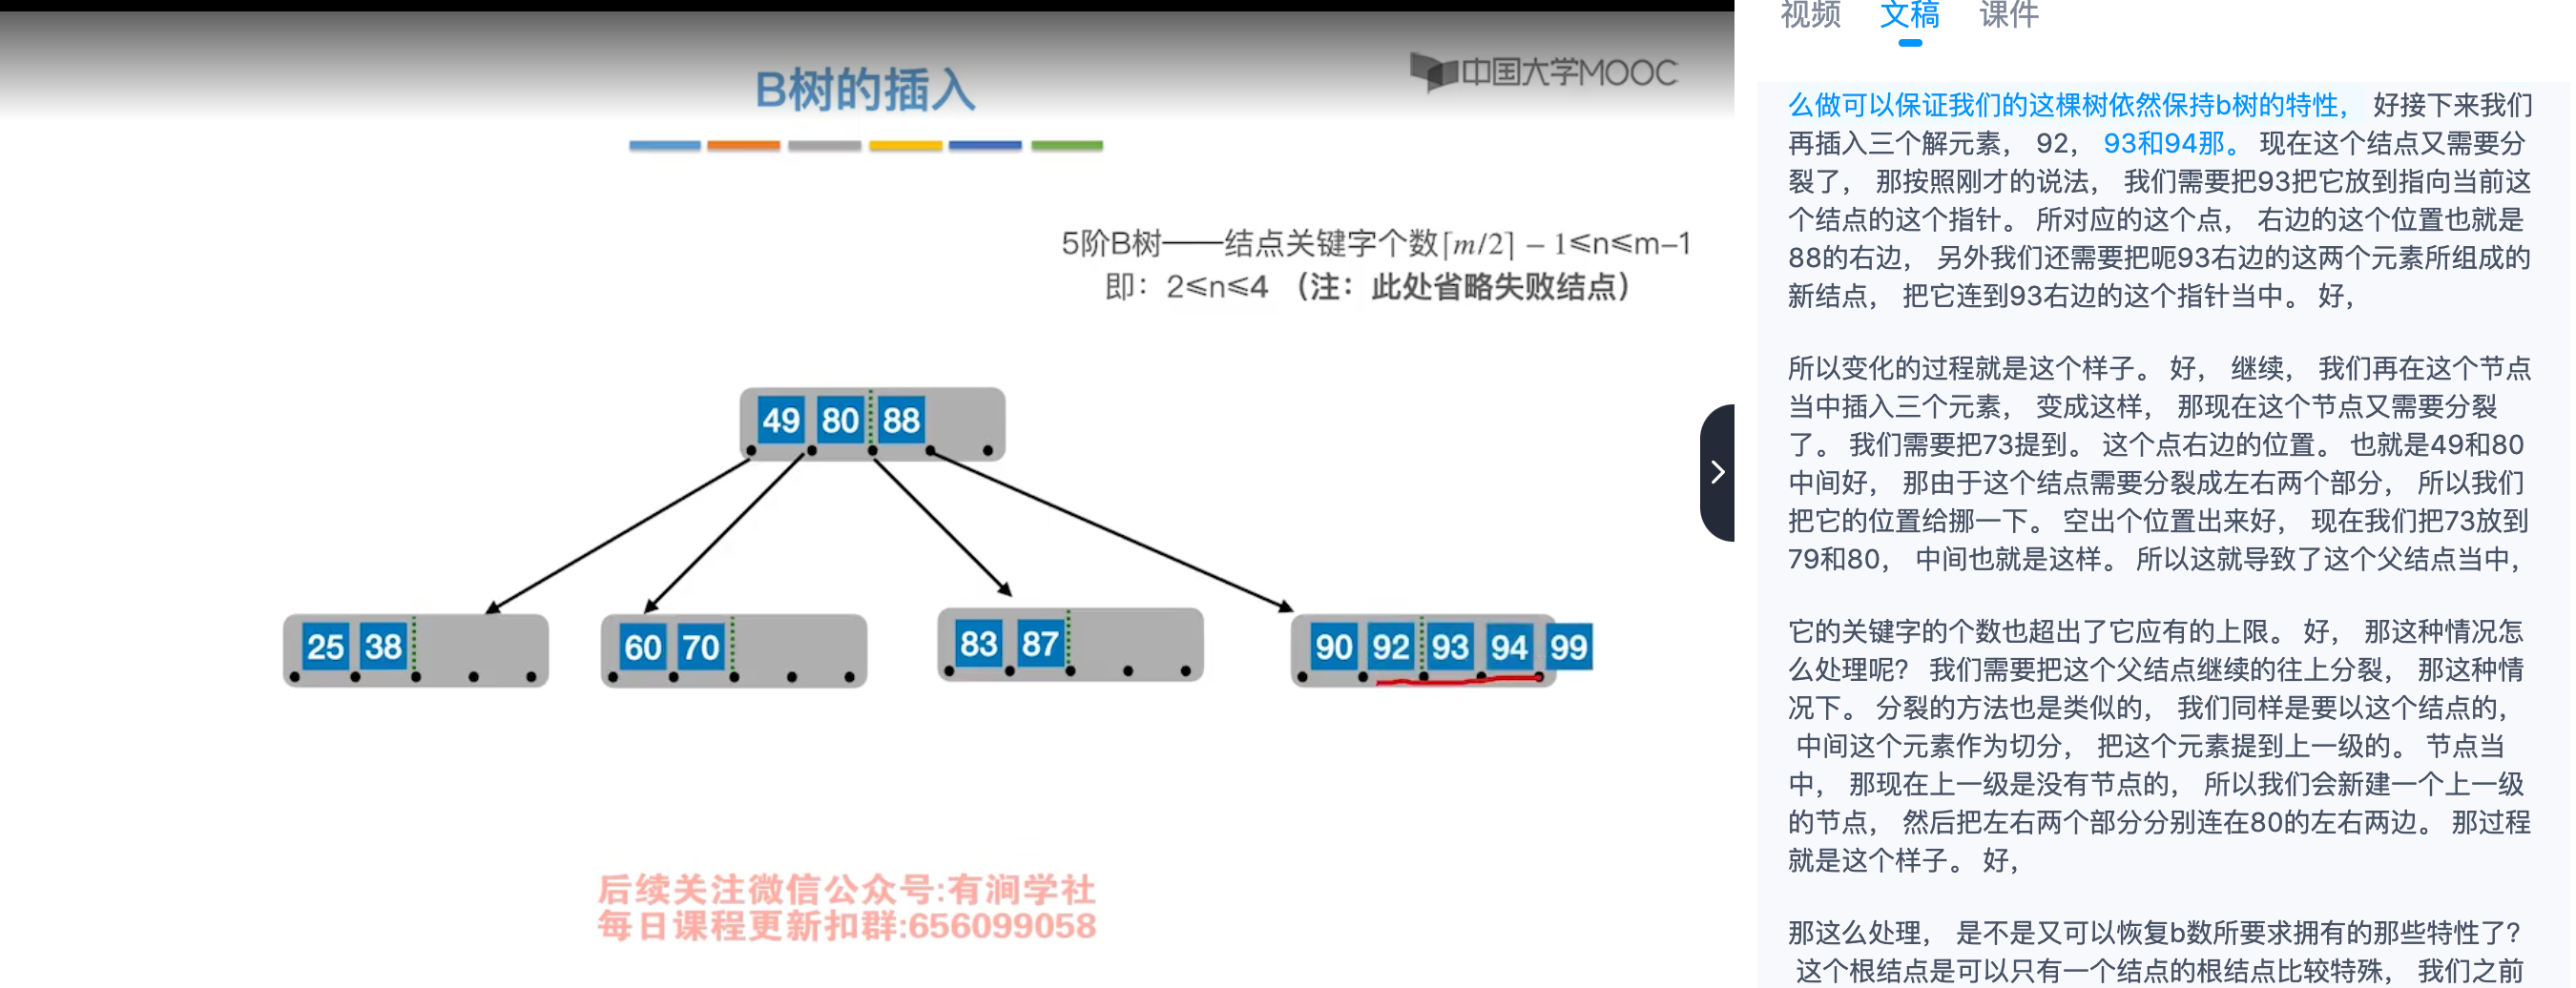 B树的插入
中国大学MOOC
5阶B树——结点关键字个数⌈m/2⌉ − 1≤n≤m−1
即：2≤n≤4 （注：此处省略失败结点）
49 80 88
25 38
60 70
83 87
90 92 93 94 99
后续关注微信公众号:有涧学社
每日课程更新扣群:656099058
视频 文稿 课件
么做可以保证我们的这棵树依然保持b树的特性， 好接下来我们
再插入三个解元素， 92， 93和94那。 现在这个结点又需要分
裂了， 那按照刚才的说法， 我们需要把93把它放到指向当前这
个结点的这个指针。 所对应的这个点， 右边的这个位置也就是
88的右边， 另外我们还需要把呃93右边的这两个元素所组成的
新结点， 把它连到93右边的这个指针当中。 好，
所以变化的过程就是这个样子。 好， 继续， 我们再在这个节点
当中插入三个元素， 变成这样， 那现在这个节点又需要分裂
了。 我们需要把73提到。 这个点右边的位置。 也就是49和80
中间好， 那由于这个结点需要分裂成左右两个部分， 所以我们
把它的位置给挪一下。 空出个位置出来好， 现在我们把73放到
79和80， 中间也就是这样。 所以这就导致了这个父结点当中，
它的关键字的个数也超出了它应有的上限。 好， 那这种情况怎
么处理呢？ 我们需要把这个父结点继续的往上分裂， 那这种情
况下。 分裂的方法也是类似的， 我们同样是要以这个结点的，
中间这个元素作为切分， 把这个元素提到上一级的。 节点当
中， 那现在上一级是没有节点的， 所以我们会新建一个上一级
的节点， 然后把左右两个部分分别连在80的左右两边。 那过程
就是这个样子。 好，
那这么处理， 是不是又可以恢复b数所要求拥有的那些特性了？
这个根结点是可以只有一个结点的根结点比较特殊， 我们之前